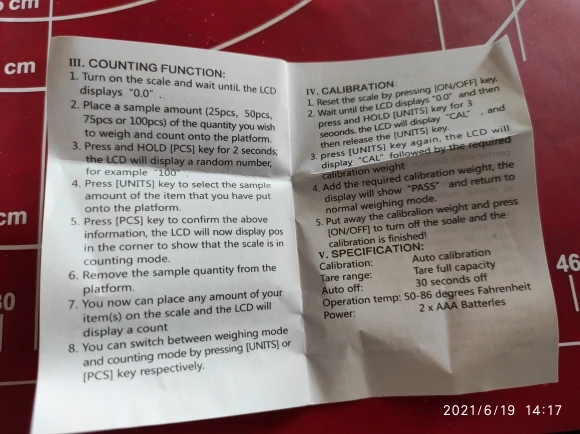 cm
cm
cm
30
46
III. COUNTING FUNCTION:
1. Turn on the scale and wait until the LCD
displays "0.0" .
2. Place a sample amount (25pcs, 50pcs,
75pcs or 100pcs) of the quantity you wish
to weigh and count onto the platform.
3. Press and HOLD [PCS] key for 2 seconds;
the LCD will display a random number,
for example "100" .
4. Press [UNITS] key to select the sample
amount of the item that you have put
onto the platform.
5. Press [PCS] key to confirm the above
information, the LCD will now display pos
in the corner to show that the scale is in
counting mode.
6. Remove the sample quantity from the
platform.
7. You now can place any amount of your
item(s) on the scale and the LCD will
display a count
8. You can switch between weighing mode
and counting mode by pressing [UNITS] or
[PCS] key respectively.
IV. CALIBRATION:
1. Reset the scale by pressing [ON/OFF] key.
2. Wait until the LCD displays "0.0" and then
press and HOLD [UNITS] key for 3
seoonds, the LCD will display "CAL" , and
then release the [UNITS] key.
3. press [UNITS] key again, the LCD will
display "CAL" followed by the required
calibration weight
4. Add the required calibration weight, the
display will show "PASS" and return to
normal weighing mode.
5. Put away the calibralion weight and press
[ON/OFF] to turn off the soale and the
calibration is finished!
V. SPECIFICATION:
Calibration: Auto calibration
Tare range: Tare full capacity
Auto off: 30 seconds off
Operation temp: 50-86 degrees Fahrenheit
Power: 2 x AAA Batterles
2021/6/19 14:17